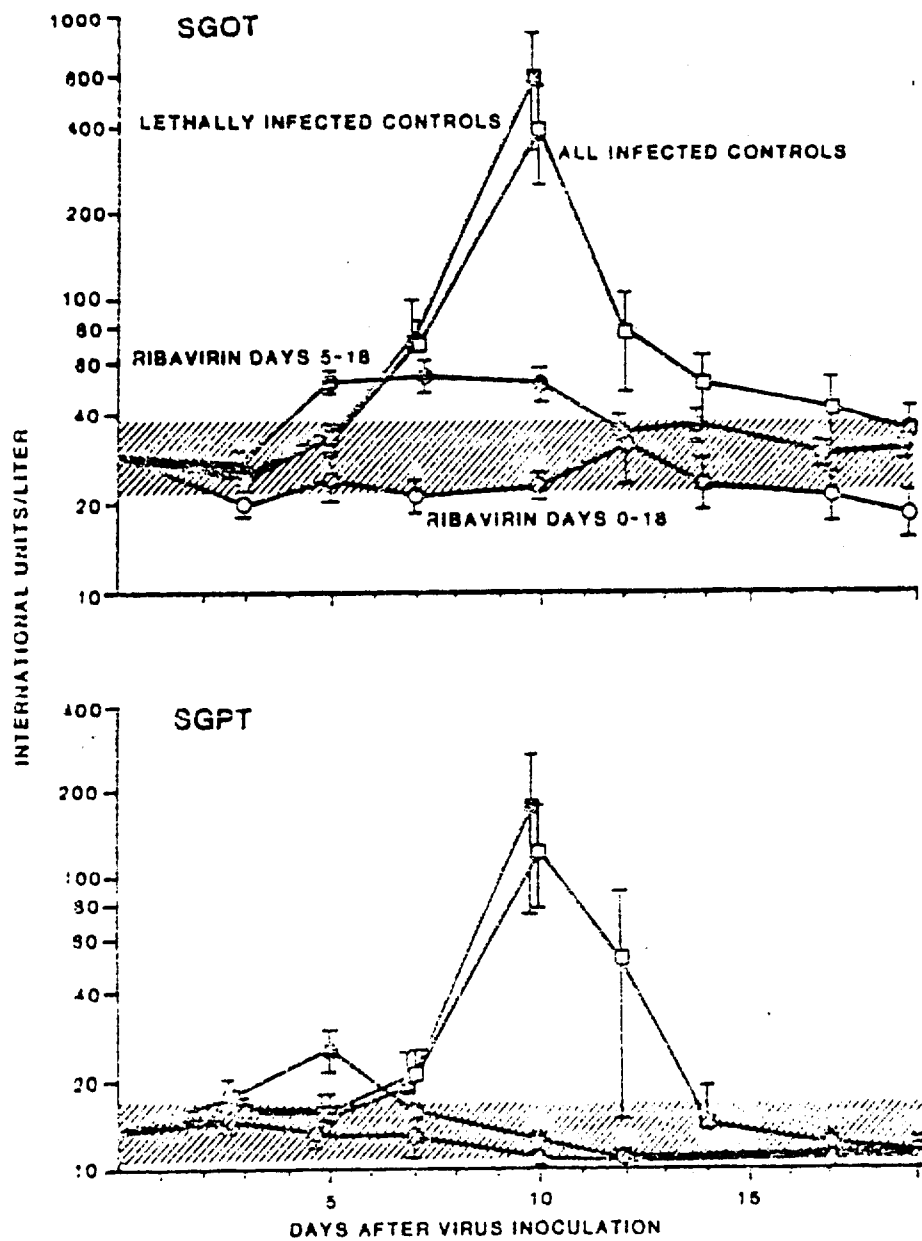 SGOT
1000
600
400
200
100
80
60
40
20
10
LETHALLY INFECTED CONTROLS
ALL INFECTED CONTROLS
RIBAVIRIN DAYS 5-18
RIBAVIRIN DAYS 0-18
INTERNATIONAL UNITS/LITER
SGPT
400
200
100
80
60
40
20
10
5
10
15
DAYS AFTER VIRUS INOCULATION